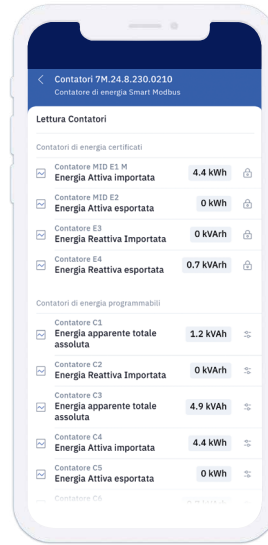 Contatori 7M.24.8.230.0210
Contatore di energia Smart Modbus
Lettura Contatori
Contatori di energia certificati
Contatore MID E1 M
Energia Attiva importata
4.4 kWh
Contatore MID E2
Energia Attiva esportata
0 kWh
Contatore E3
Energia Reattiva Importata
0 kVArh
Contatore E4
Energia Reattiva esportata
0.7 kVArh
Contatori di energia programmabili
Contatore C1
Energia apparente totale
assoluta
1.2 kVAh
Contatore C2
Energia Reattiva Importata
0 kVArh
Contatore C3
Energia apparente totale
assoluta
4.9 kVAh
Contatore C4
Energia Attiva importata
4.4 kWh
Contatore C5
Energia Attiva esportata
0 kWh
Contatore C6